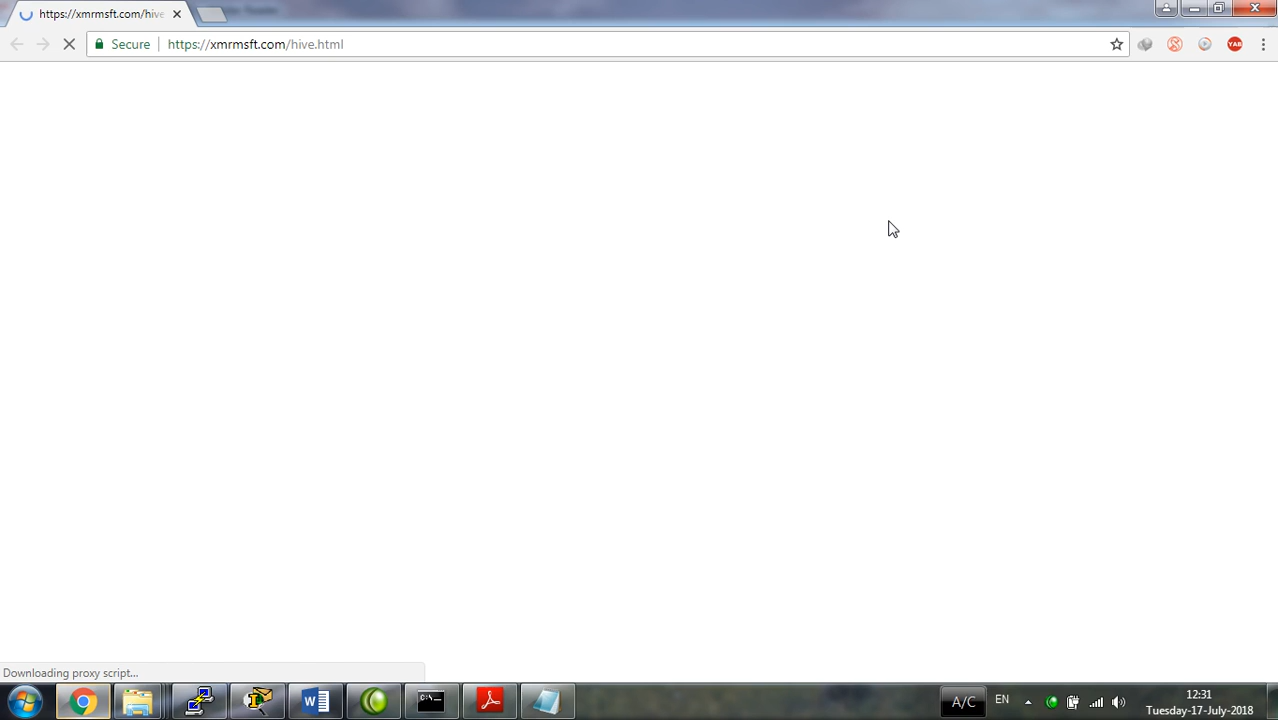 https://xmrmsft.com/hive
Secure
https://xmrmsft.com/hive.html
YAB
Downloading proxy script...
C:\_
A/C
EN
12:31
Tuesday-17-July-2018